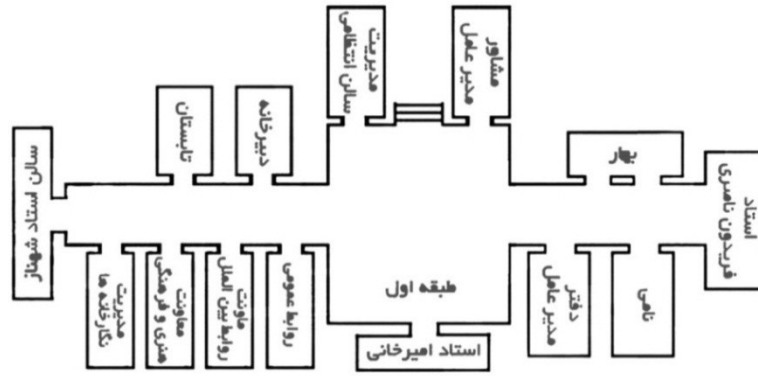 مشاور
مدیر عامل
مدیریت
سالن انتظامی
دبیرخانه
تابستان
بهار
استاد
فریدون ناصری
سالن استاد شهناز
طبقه اول
نامی
دفتر
مدیر عامل
استاد امیرخانی
روابط عمومی
ماونت
روابط بین الملل
معاونت
هنری و فرهنگی
مدیریت
نگارخانه ها